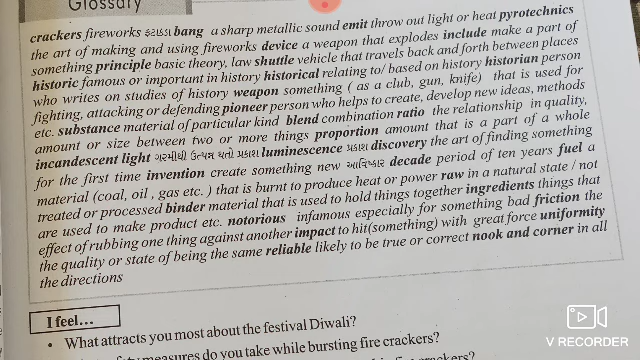 Glossary
crackers fireworks ફટાકડા bang a sharp metallic sound emit throw out light or heat pyrotechnics
the art of making and using fireworks device a weapon that explodes include make a part of
something principle basic theory, law shuttle vehicle that travels back and forth between places
historic famous or important in history historical relating to/ based on history historian person
who writes on studies of history weapon something ( as a club, gun, knife) that is used for
fighting, attacking or defending pioneer person who helps to create, develop new ideas, methods
etc. substance material of particular kind blend combination ratio the relationship in quality,
amount or size between two or more things proportion amount that is a part of a whole
incandescent light ગરમીથી ઉત્પન્ન થતો પ્રકાશ luminescence પ્રકાશ discovery the art of finding something
for the first time invention create something new આવિષ્કાર decade period of ten years fuel a
material (coal, oil , gas etc. ) that is burnt to produce heat or power raw in a natural state / not
treated or processed binder material that is used to hold things together ingredients things that
are used to make product etc. notorious infamous especially for something bad friction the
effect of rubbing one thing against another impact to hit(something) with great force uniformity
the quality or state of being the same reliable likely to be true or correct nook and corner in all
the directions
I feel...
• What attracts you most about the festival Diwali?
measures do you take while bursting fire crackers?
crackers?
V RECORDER